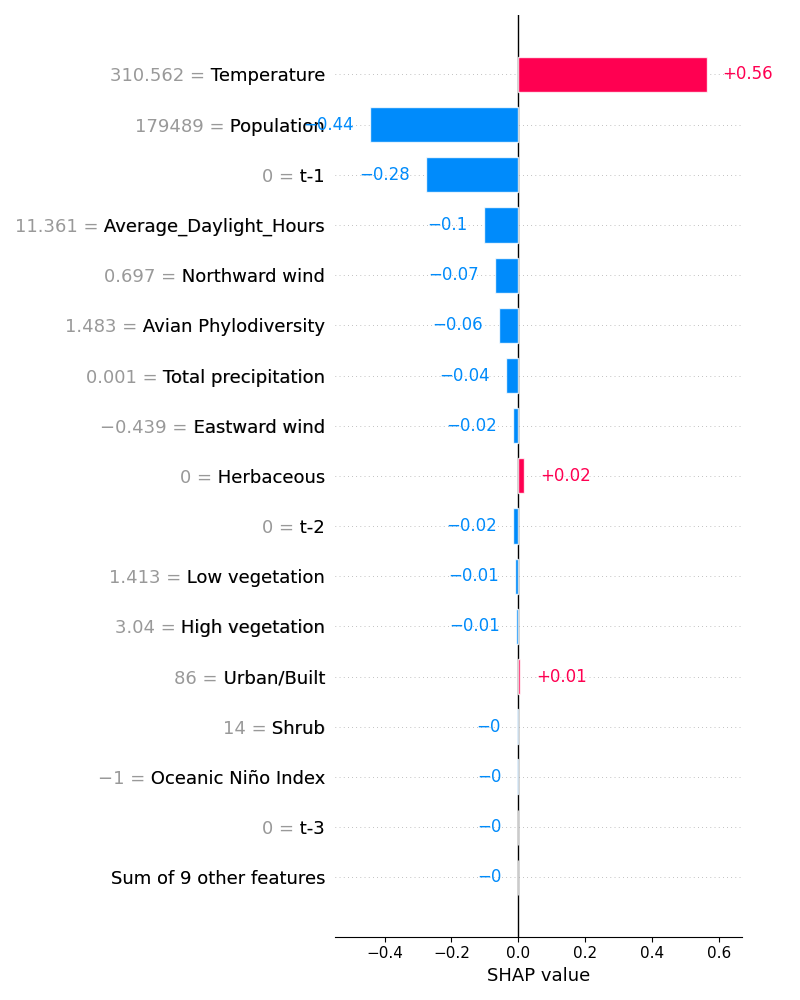 310.562 = Temperature +0.56
179489 = Population −0.44
0 = t-1 −0.28
11.361 = Average_Daylight_Hours −0.1
0.697 = Northward wind −0.07
1.483 = Avian Phylodiversity −0.06
0.001 = Total precipitation −0.04
−0.439 = Eastward wind −0.02
0 = Herbaceous +0.02
0 = t-2 −0.02
1.413 = Low vegetation −0.01
3.04 = High vegetation −0.01
86 = Urban/Built +0.01
14 = Shrub −0
−1 = Oceanic Niño Index −0
0 = t-3 −0
Sum of 9 other features −0
−0.4 −0.2 0.0 0.2 0.4 0.6
SHAP value